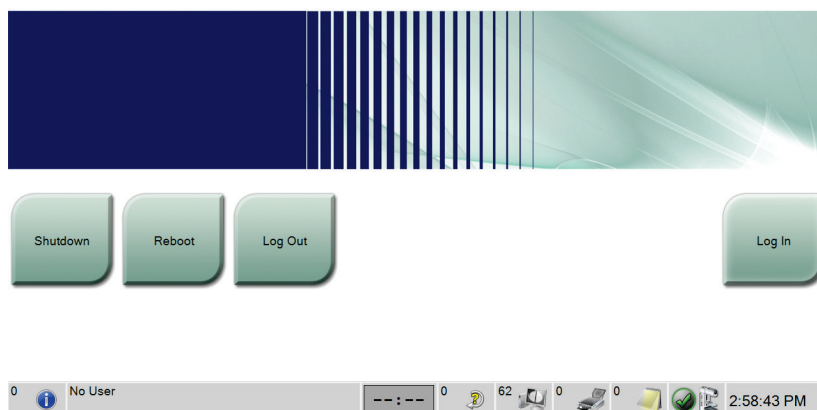 Shutdown
Reboot
Log Out
Log In
0
No User
--:--
0
62
0
0
2:58:43 PM